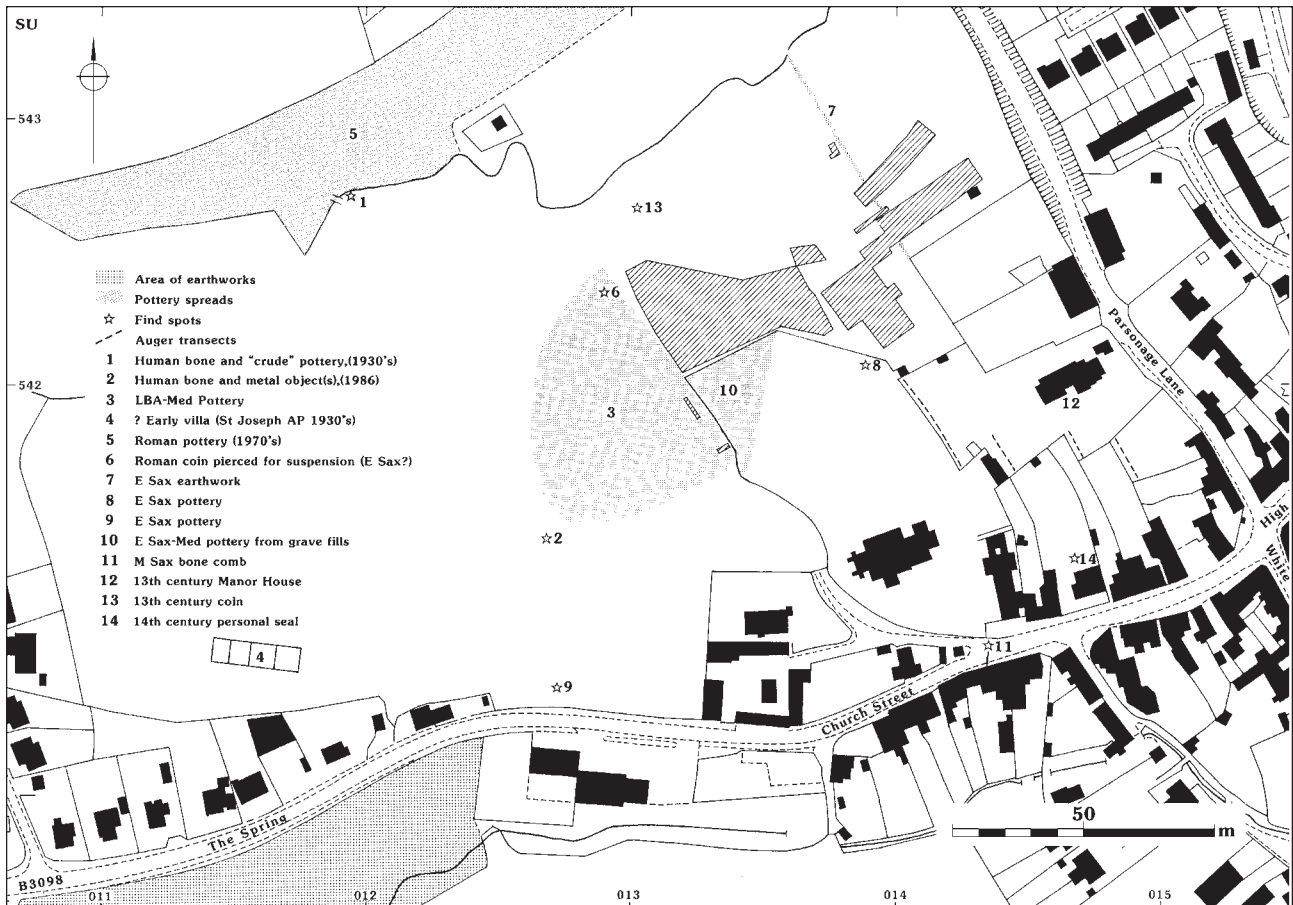 SU
543
542
5
1
13
7
6
8
10
3
12
2
14
11
9
4
Area of earthworks
Pottery spreads
Find spots
Auger transects
1 Human bone and "crude" pottery,(1930's)
2 Human bone and metal object(s),(1986)
3 LBA-Med Pottery
4 ? Early villa (St Joseph AP 1930's)
5 Roman pottery (1970's)
6 Roman coin pierced for suspension (E Sax?)
7 E Sax earthwork
8 E Sax pottery
9 E Sax pottery
10 E Sax-Med pottery from grave fills
11 M Sax bone comb
12 13th century Manor House
13 13th century coin
14 14th century personal seal
Parsonage Lane
High
White
Church Street
The Spring
B3098
50
m
011
012
013
014
015